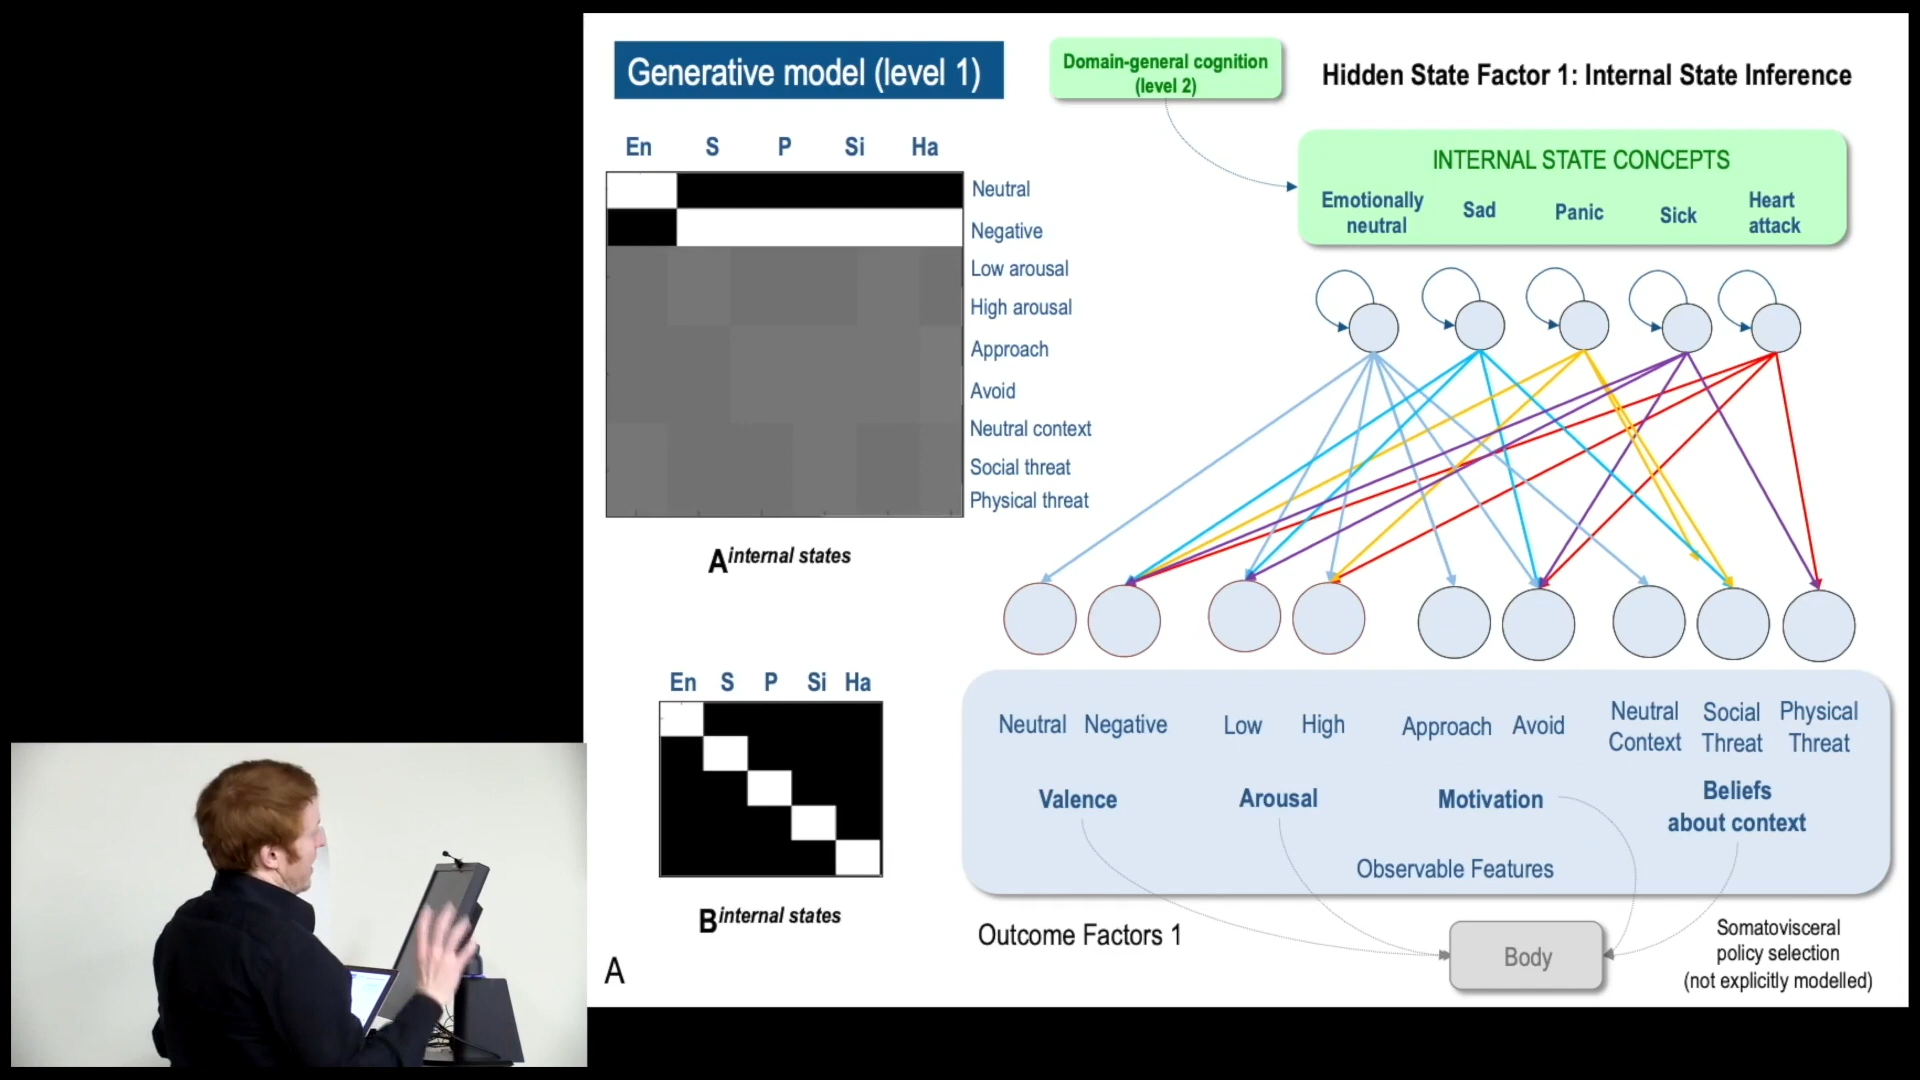 Generative model (level 1)
Domain-general cognition
(level 2)
Hidden State Factor 1: Internal State Inference
En S P Si Ha
Neutral
Negative
Low arousal
High arousal
Approach
Avoid
Neutral context
Social threat
Physical threat
A internal states
INTERNAL STATE CONCEPTS
Emotionally
neutral
Sad
Panic
Sick
Heart
attack
En S P Si Ha
B internal states
A
Neutral Negative
Low High
Approach Avoid
Neutral
Context
Social
Threat
Physical
Threat
Valence
Arousal
Motivation
Beliefs
about context
Observable Features
Outcome Factors 1
Body
Somatovisceral
policy selection
(not explicitly modelled)